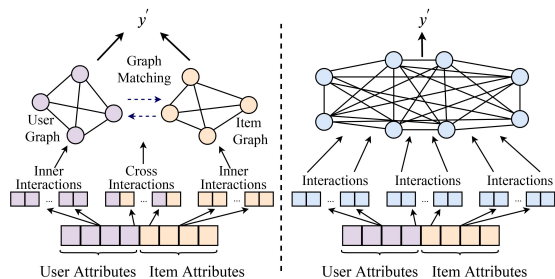 y′
Graph
Matching
User
Graph
Item
Graph
Inner
Interactions
Cross
Interactions
Inner
Interactions
... ... ...
User Attributes Item Attributes
y′
Interactions Interactions Interactions
... ... ...
User Attributes Item Attributes